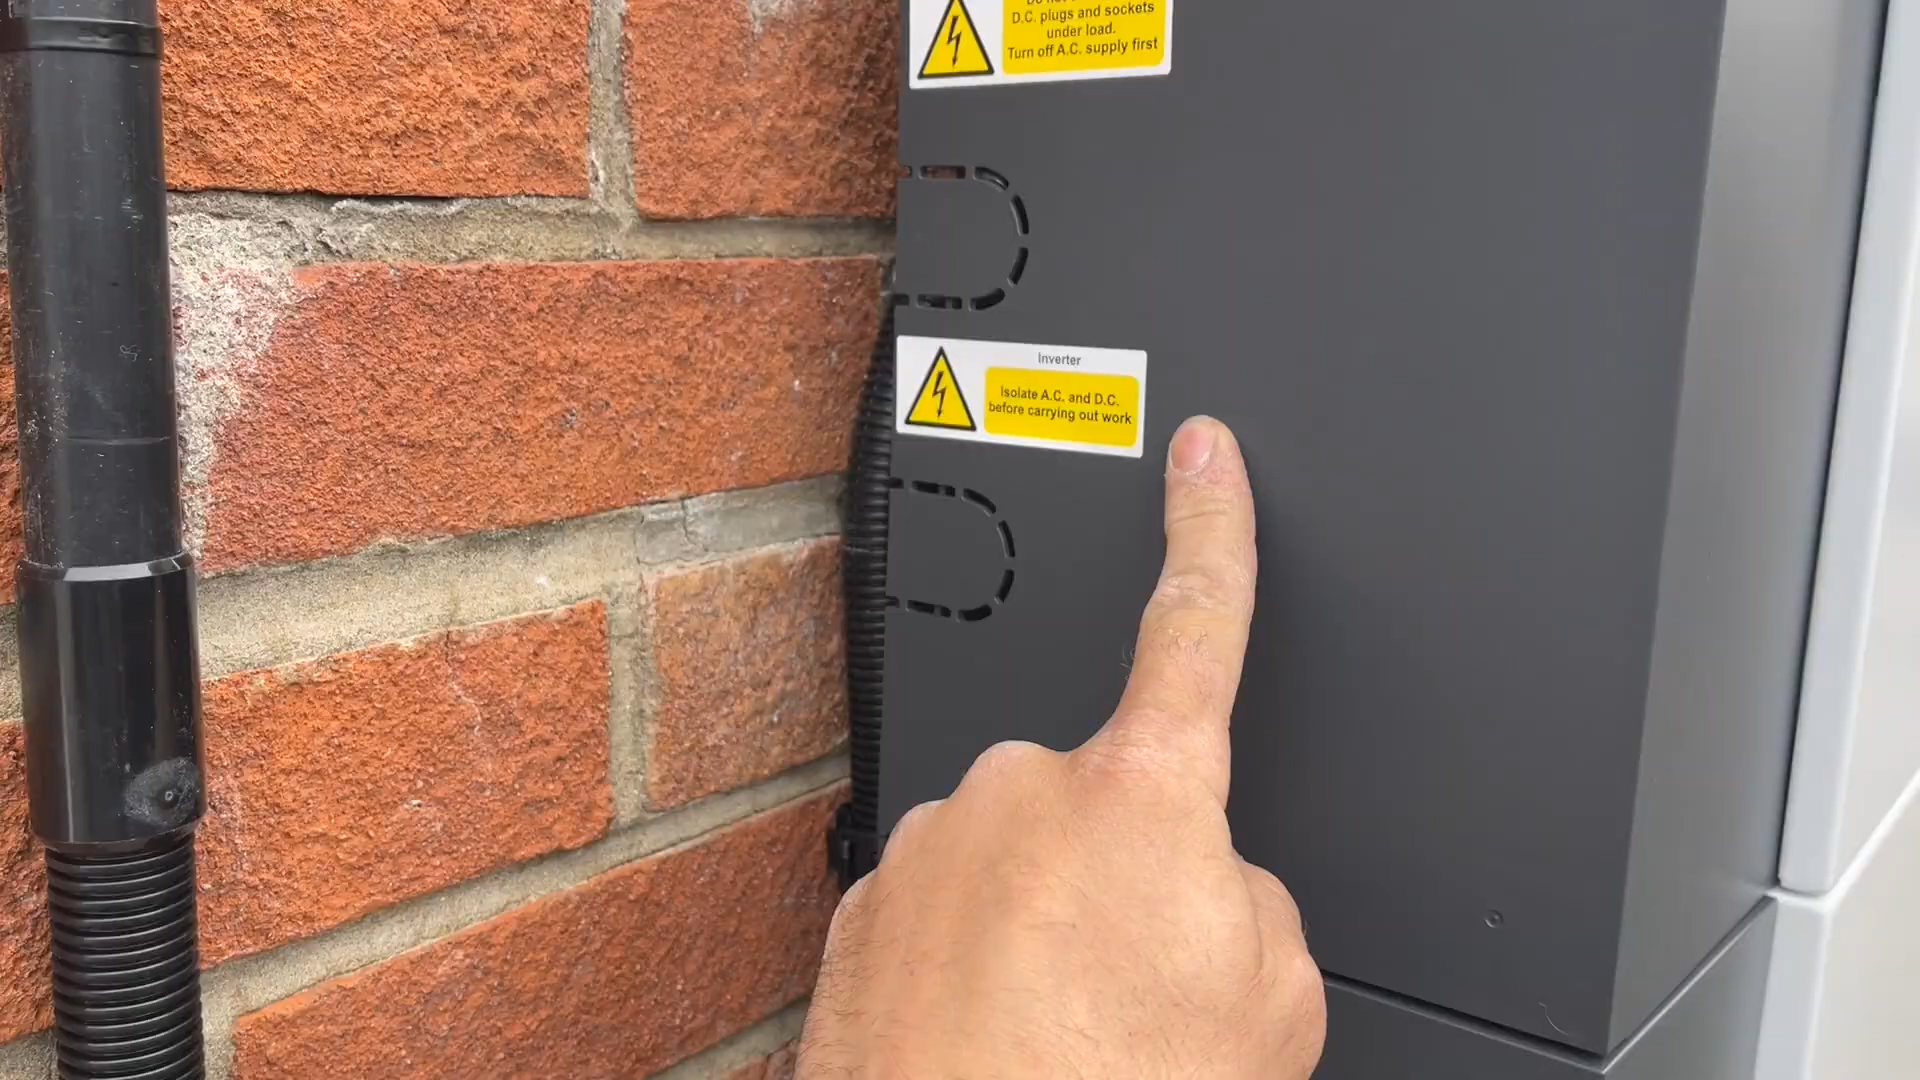 D.C. plugs and sockets
under load.
Turn off A.C. supply first
Inverter
Isolate A.C. and D.C.
before carrying out work